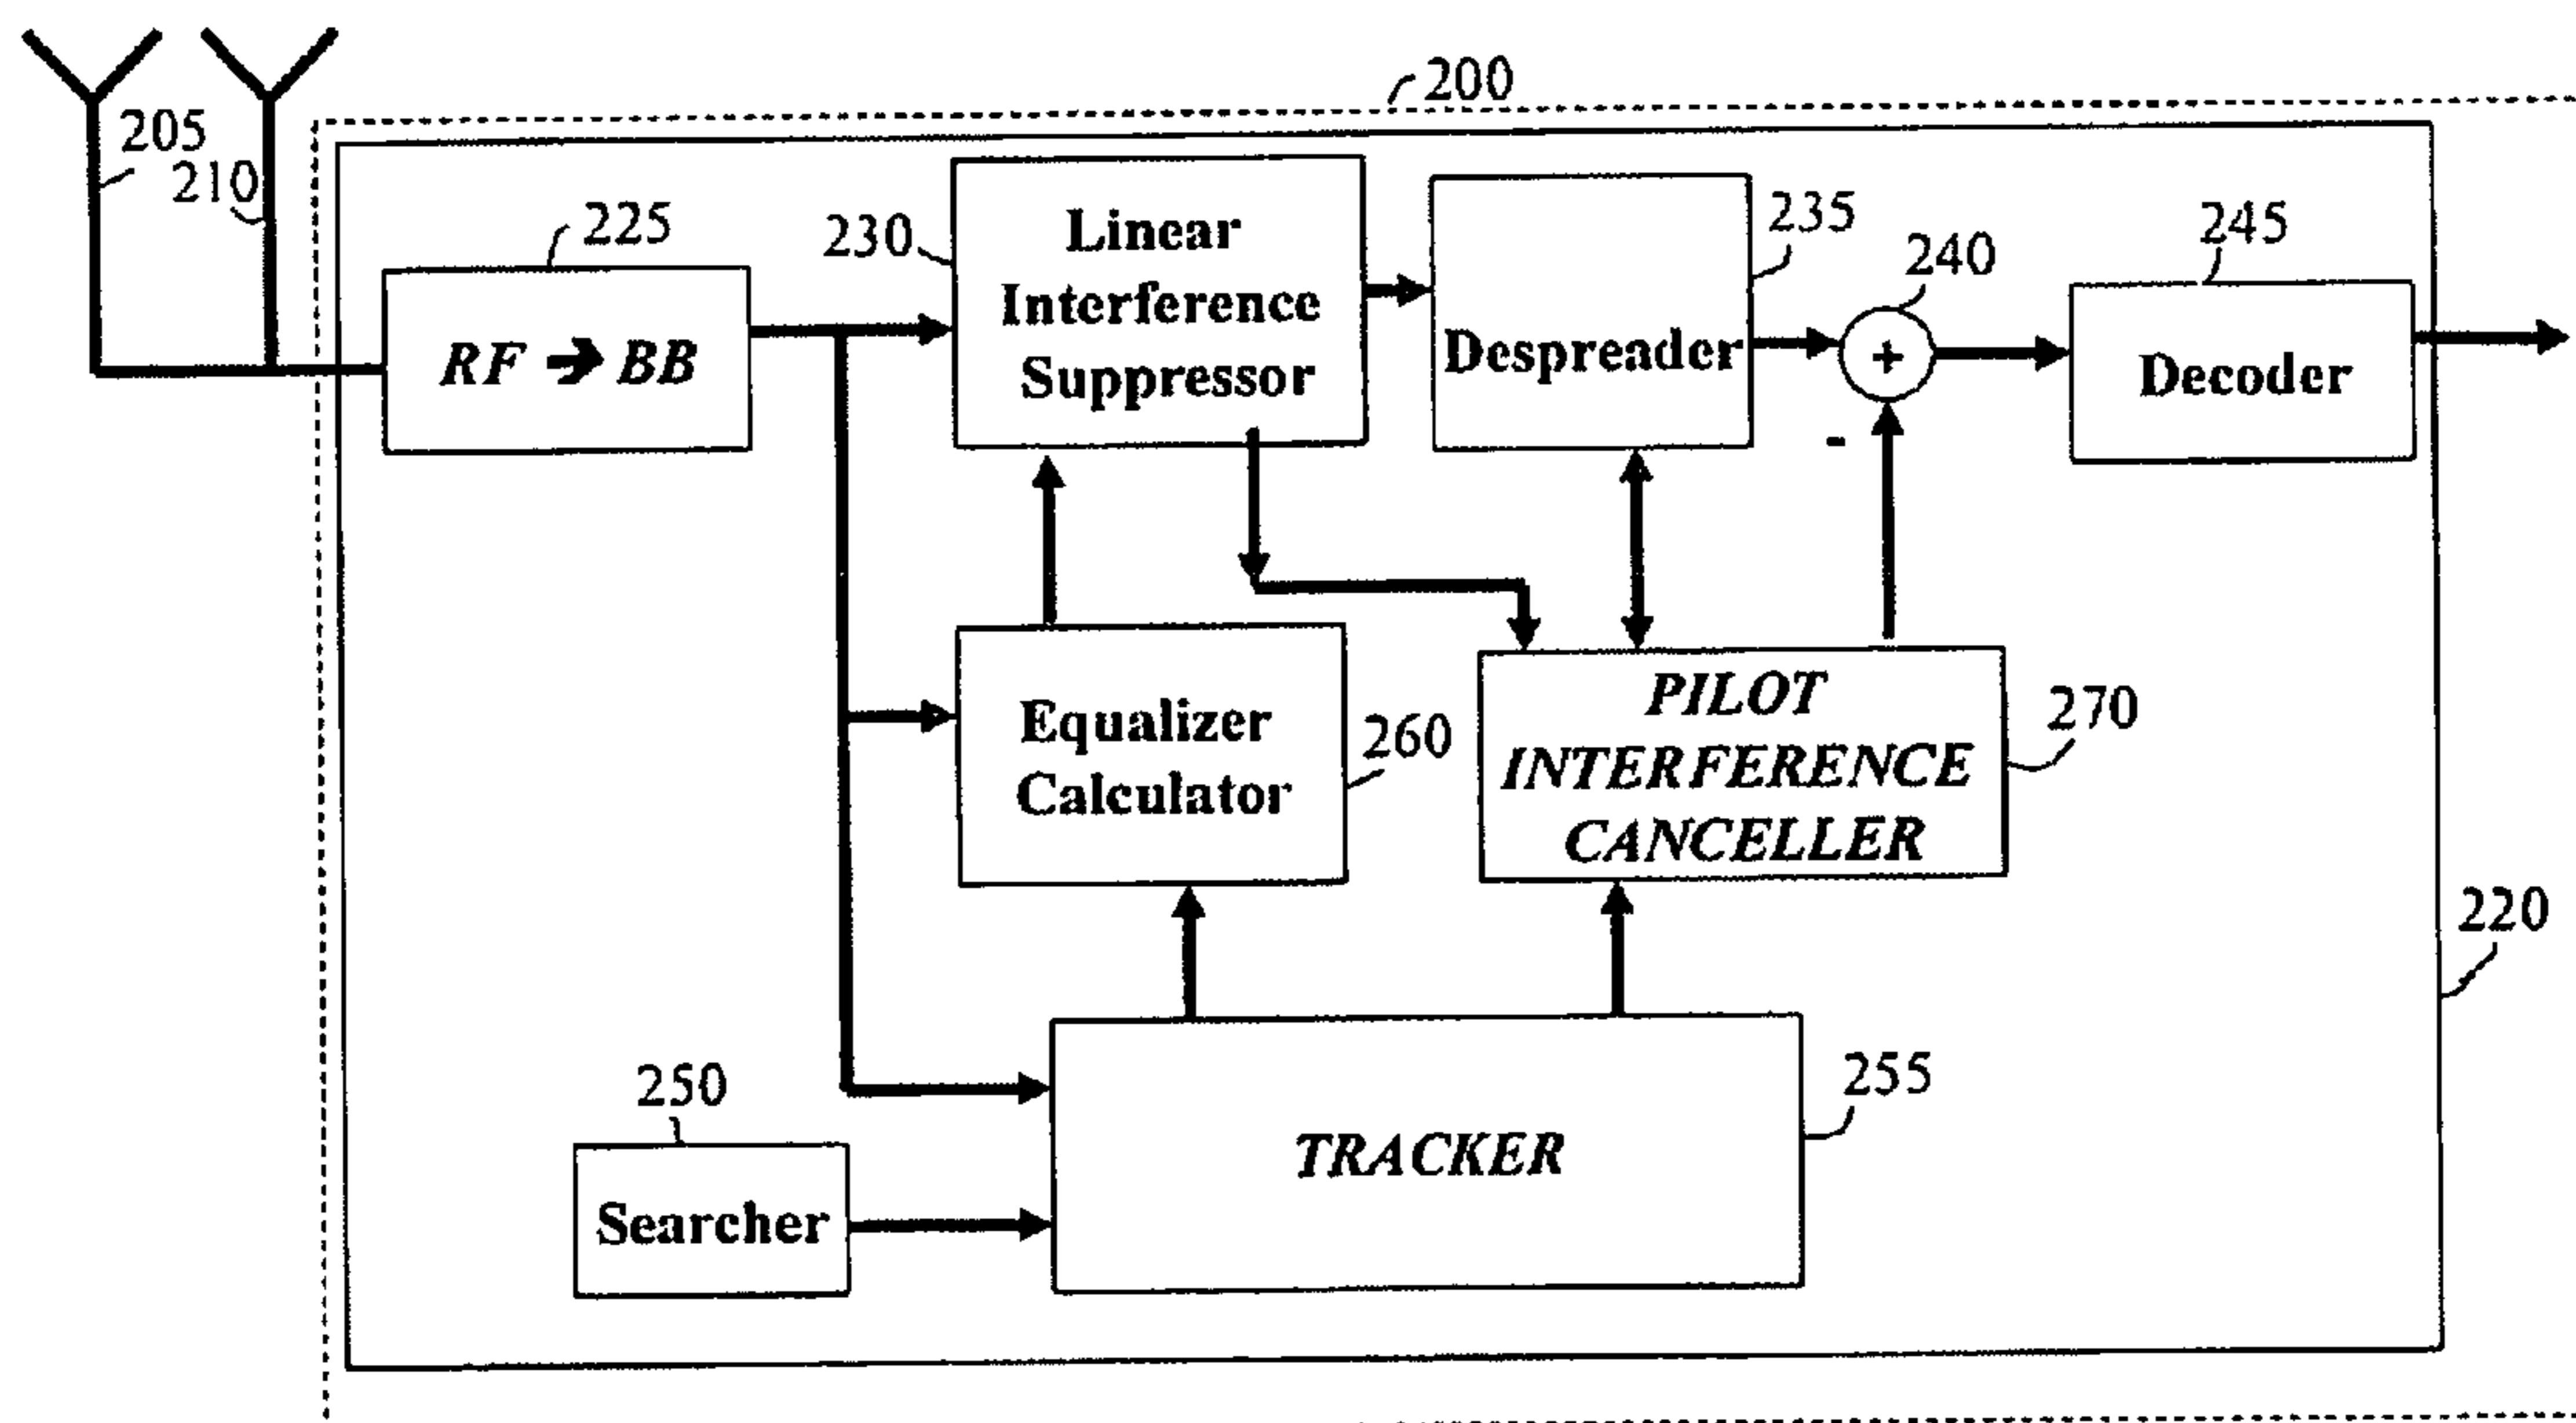 200
205
210
225
RF ➔ BB
230
Linear
Interference
Suppressor
235
Despreader
240
+
-
245
Decoder
Equalizer
Calculator
260
PILOT
INTERFERENCE
CANCELLER
270
220
250
Searcher
TRACKER
255